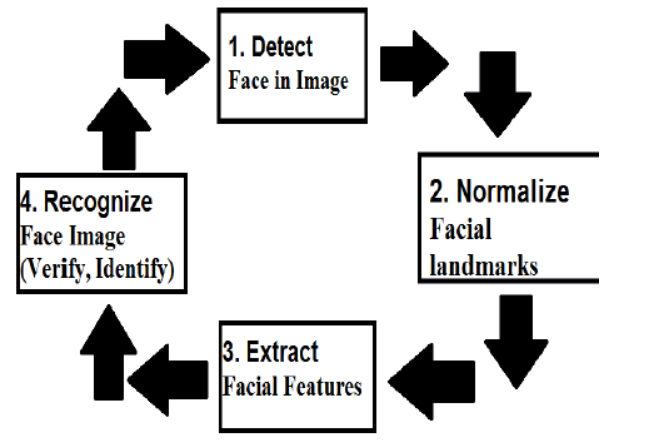 1. Detect
Face in Image
2. Normalize
Facial
landmarks
3. Extract
Facial Features
4. Recognize
Face Image
(Verify, Identify)